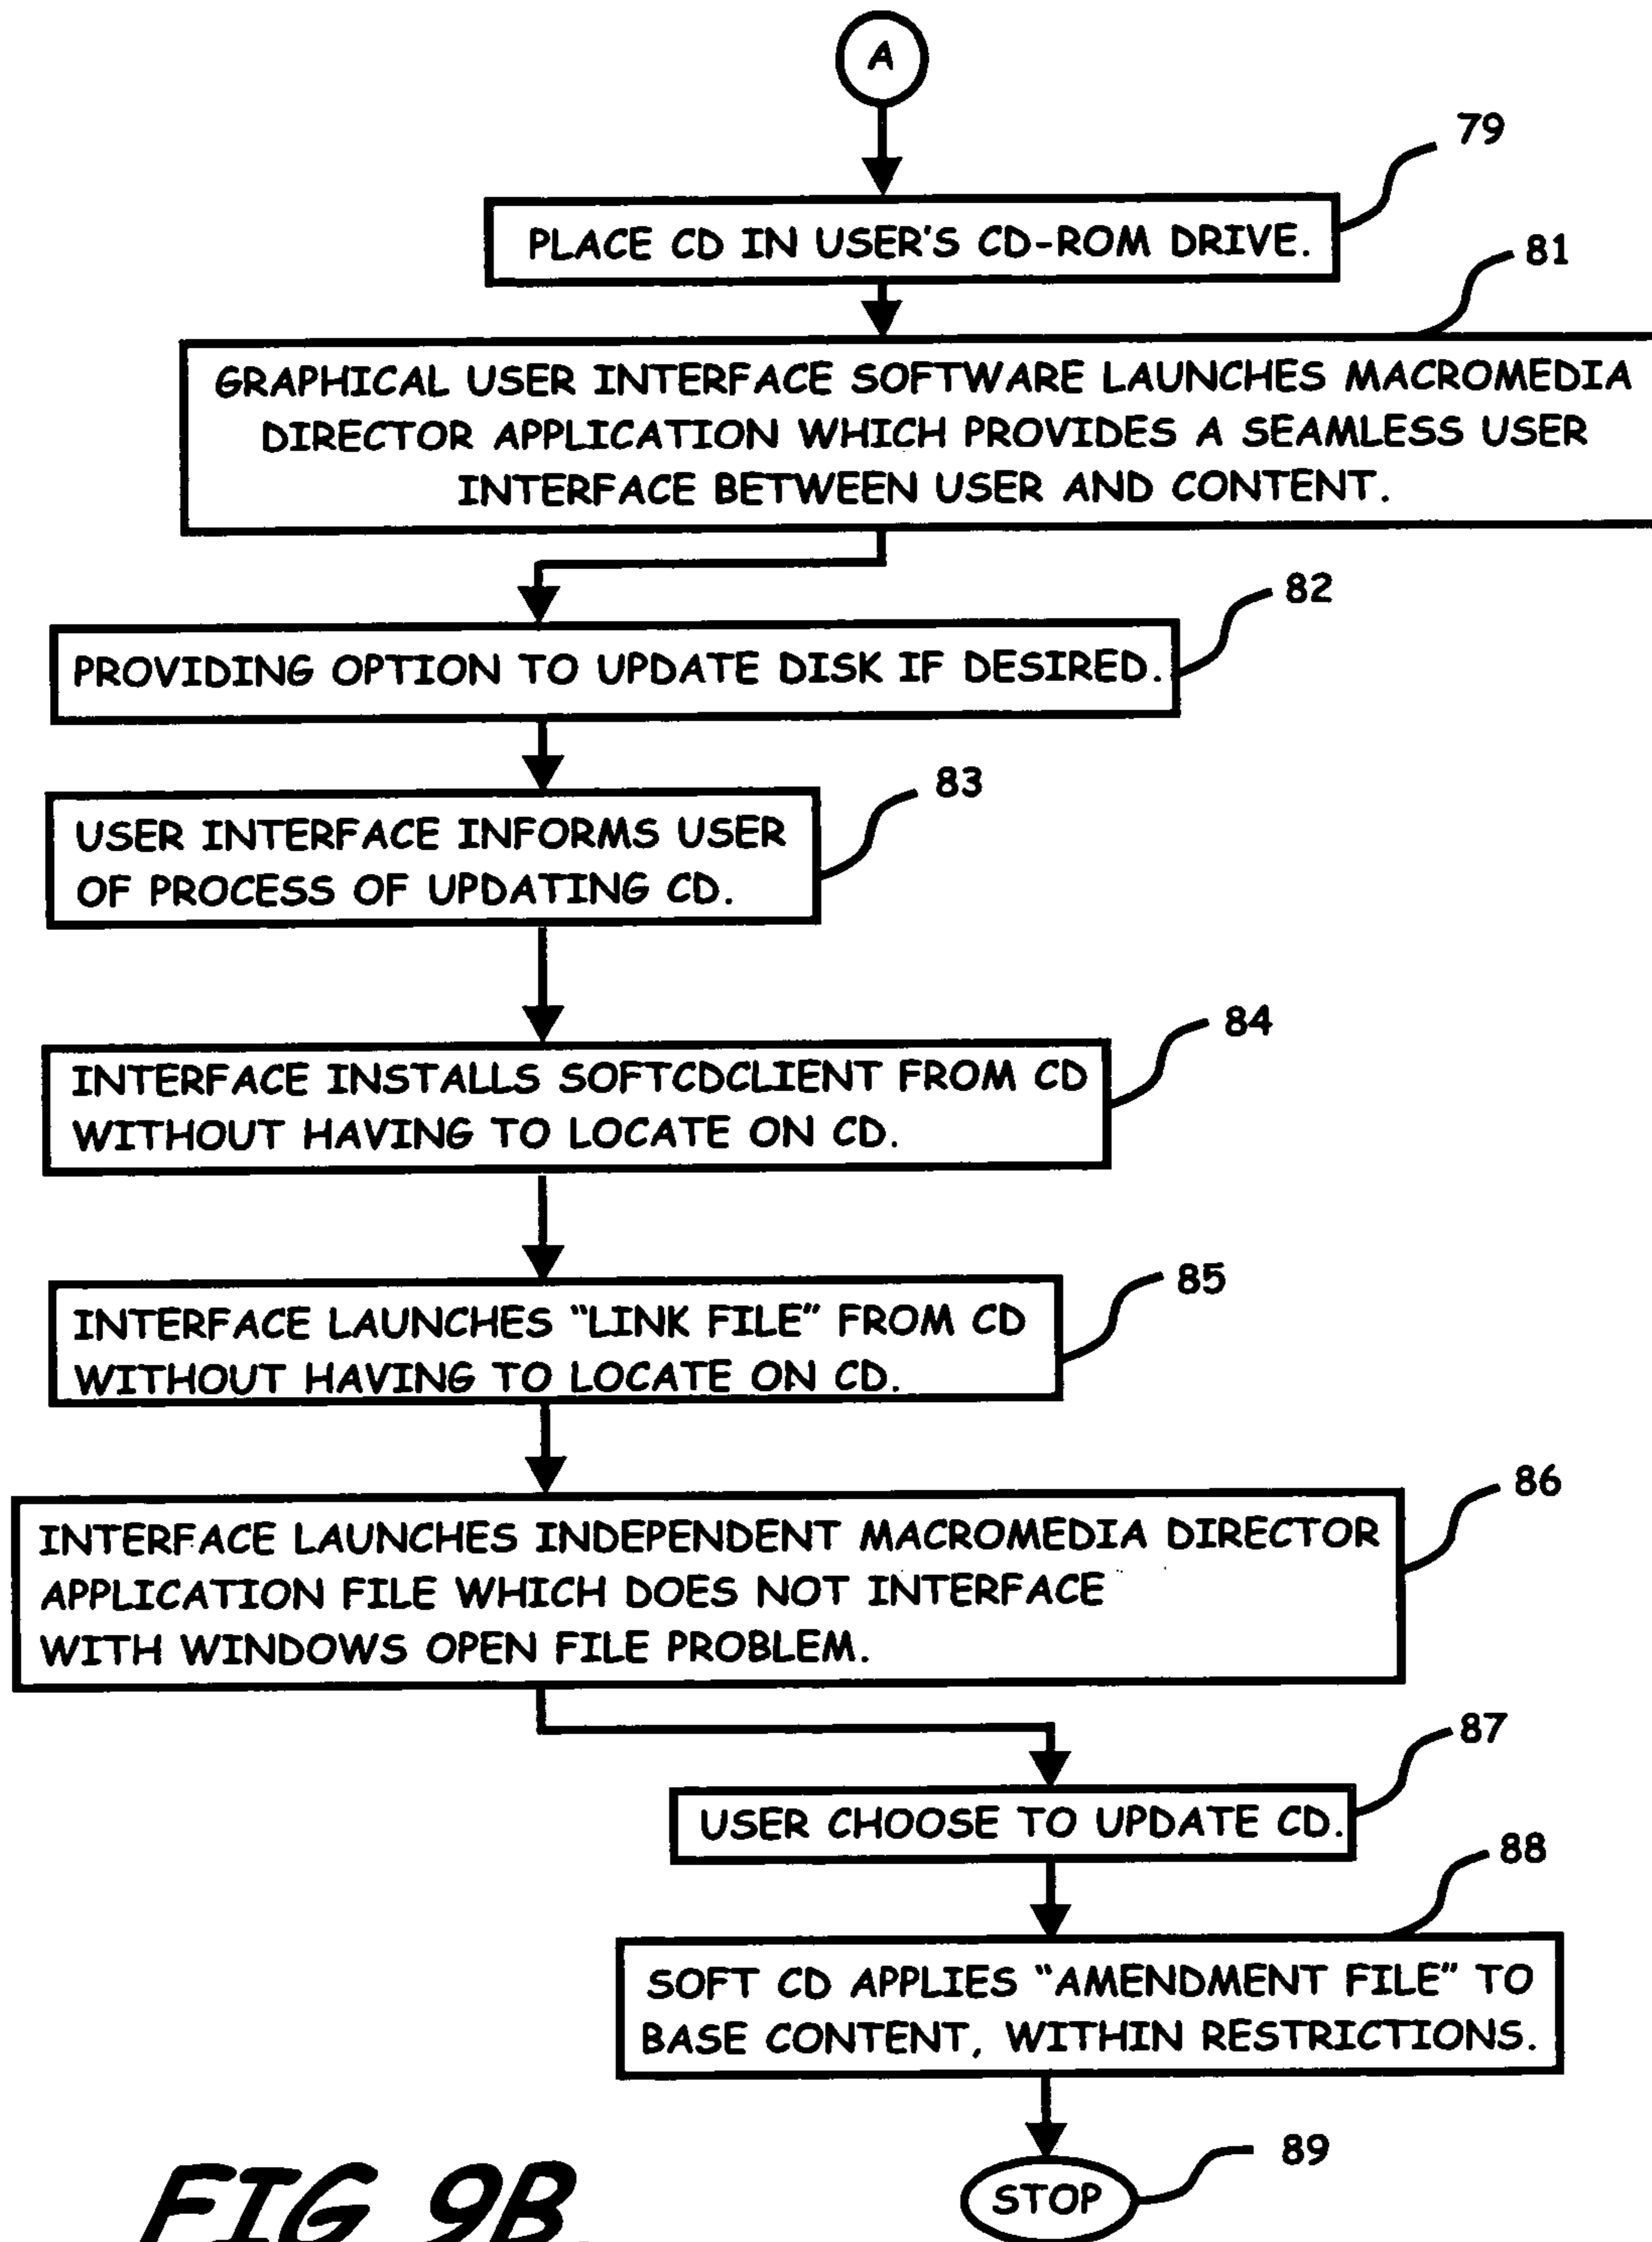 A
79
PLACE CD IN USER'S CD-ROM DRIVE.
81
GRAPHICAL USER INTERFACE SOFTWARE LAUNCHES MACROMEDIA
DIRECTOR APPLICATION WHICH PROVIDES A SEAMLESS USER
INTERFACE BETWEEN USER AND CONTENT.
82
PROVIDING OPTION TO UPDATE DISK IF DESIRED.
83
USER INTERFACE INFORMS USER
OF PROCESS OF UPDATING CD.
84
INTERFACE INSTALLS SOFTCDCLIENT FROM CD
WITHOUT HAVING TO LOCATE ON CD.
85
INTERFACE LAUNCHES “LINK FILE” FROM CD
WITHOUT HAVING TO LOCATE ON CD.
86
INTERFACE LAUNCHES INDEPENDENT MACROMEDIA DIRECTOR
APPLICATION FILE WHICH DOES NOT INTERFACE
WITH WINDOWS OPEN FILE PROBLEM.
87
USER CHOOSE TO UPDATE CD.
88
SOFT CD APPLIES “AMENDMENT FILE” TO
BASE CONTENT, WITHIN RESTRICTIONS.
89
STOP
FIG 9B.